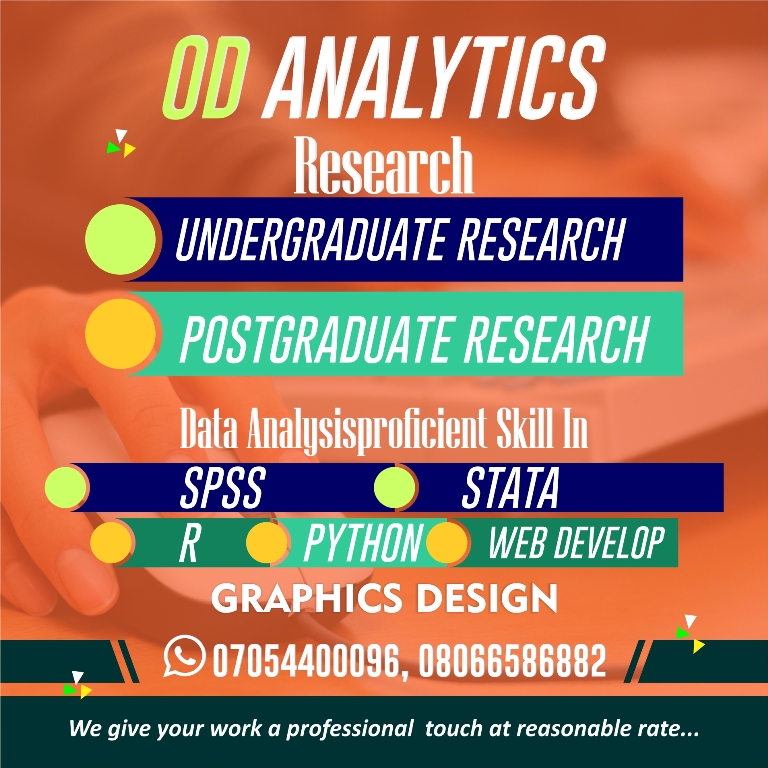 OD ANALYTICS
Research
UNDERGRADUATE RESEARCH
POSTGRADUATE RESEARCH
Data Analysisproficient Skill In
SPSS STATA
R PYTHON WEB DEVELOP
GRAPHICS DESIGN
07054400096, 08066586882
We give your work a professional touch at reasonable rate...